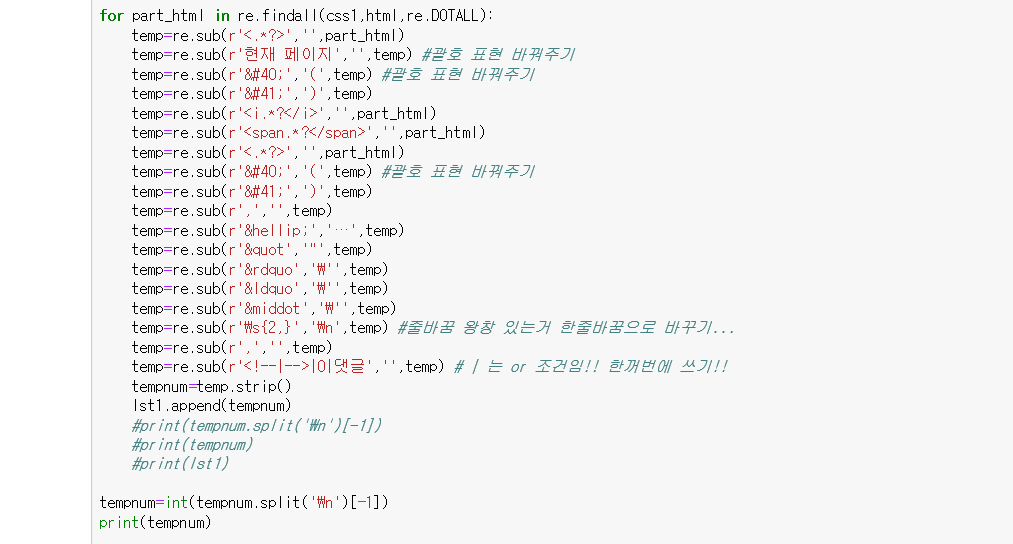 for part_html in re.findall(css1,html,re.DOTALL):
    temp=re.sub(r'<.*?>','',part_html)
    temp=re.sub(r'현재 페이지','',temp) #괄호 표현 바꿔주기
    temp=re.sub(r'&#40;','(',temp) #괄호 표현 바꿔주기
    temp=re.sub(r'&#41;',')',temp)
    temp=re.sub(r'<i.*?</i>','',part_html)
    temp=re.sub(r'<span.*?</span>','',part_html)
    temp=re.sub(r'<.*?>','',part_html)
    temp=re.sub(r'&#40;','(',temp) #괄호 표현 바꿔주기
    temp=re.sub(r'&#41;',')',temp)
    temp=re.sub(r',','',temp)
    temp=re.sub(r'&hellip;','…',temp)
    temp=re.sub(r'&quot','"',temp)
    temp=re.sub(r'&rdquo','₩'',temp)
    temp=re.sub(r'&ldquo','₩'',temp)
    temp=re.sub(r'&middot','₩'',temp)
    temp=re.sub(r'₩s{2,}','₩n',temp) #줄바꿈 왕창 있는거 한줄바꿈으로 바꾸기...
    temp=re.sub(r',','',temp)
    temp=re.sub(r'<!--|-->|이댓글','',temp) # | 는 or 조건임!! 한꺼번에 쓰기!!
    tempnum=temp.strip()
    lst1.append(tempnum)
    #print(tempnum.split('₩n')[-1])
    #print(tempnum)
    #print(lst1)
tempnum=int(tempnum.split('₩n')[-1])
print(tempnum)